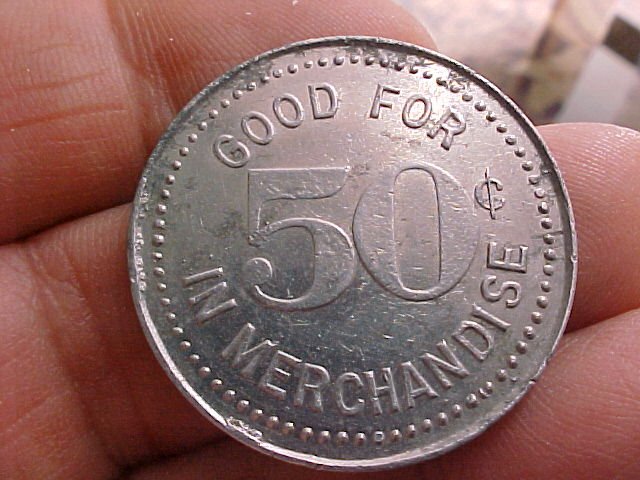 GOOD FOR
50¢
IN MERCHANDISE